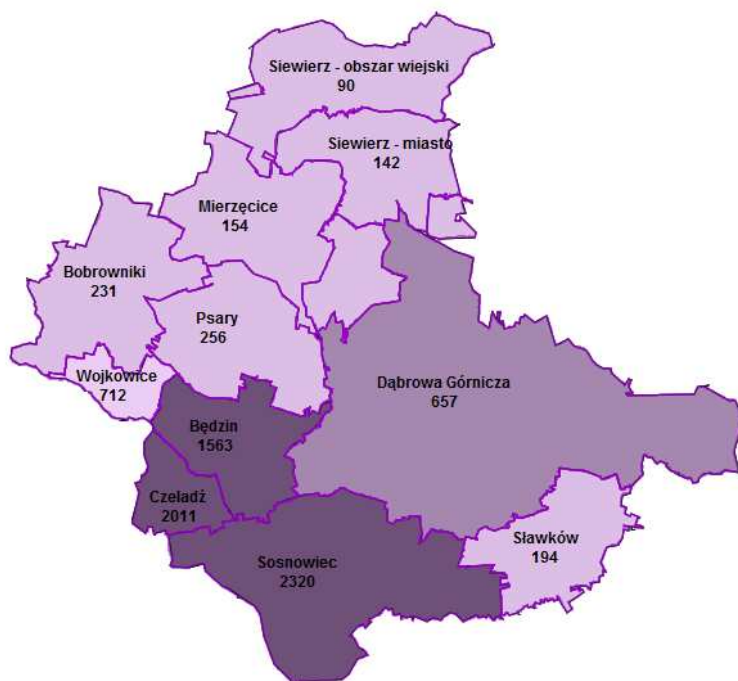 Siewierz - obszar wiejski
90
Siewierz - miasto
142
Mierzęcice
154
Bobrowniki
231
Psary
256
Wojkowice
712
Dąbrowa Górnicza
657
Będzin
1563
Czeladź
2011
Sławków
194
Sosnowiec
2320